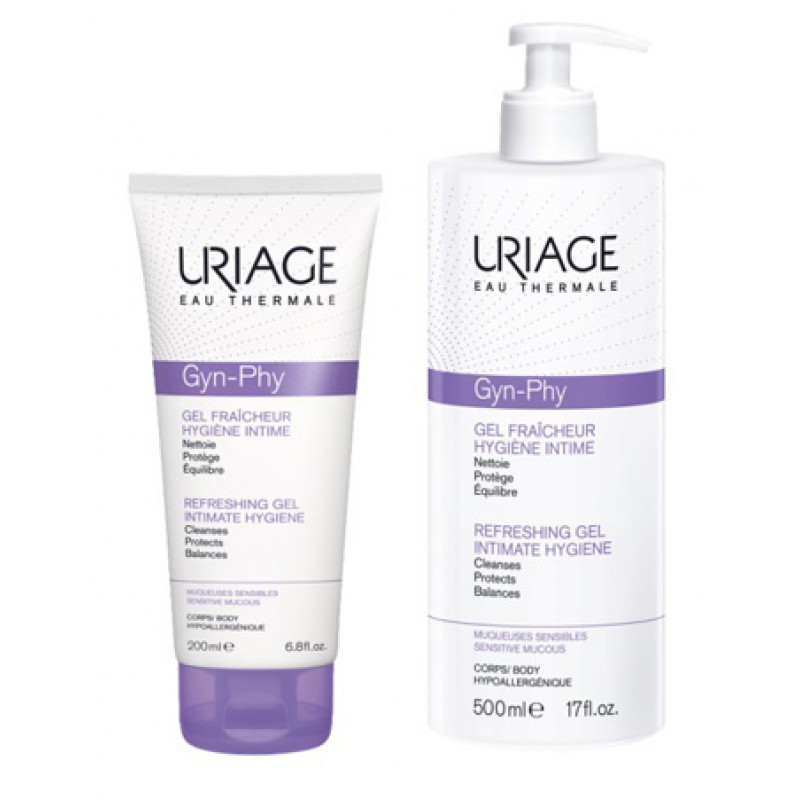 URIAGE
EAU THERMALE
Gyn-Phy
GEL FRAÎCHEUR
HYGIÈNE INTIME
Nettoie
Protège
Équilibre
REFRESHING GEL
INTIMATE HYGIENE
Cleanses
Protects
Balances
MUQUEUSES SENSIBLES
SENSITIVE MUCOUS
CORPS/ BODY
HYPOALLERGÉNIQUE
200ml e 6.8fl.oz.
URIAGE
EAU THERMALE
Gyn-Phy
GEL FRAÎCHEUR
HYGIÈNE INTIME
Nettoie
Protège
Équilibre
REFRESHING GEL
INTIMATE HYGIENE
Cleanses
Protects
Balances
MUQUEUSES SENSIBLES
SENSITIVE MUCOUS
CORPS/ BODY
HYPOALLERGÉNIQUE
500ml e 17fl.oz.